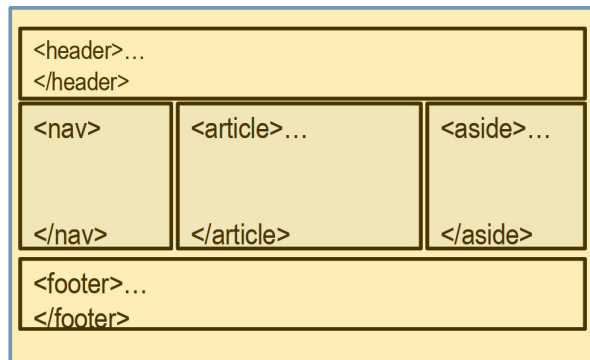 <header>…
</header>
<nav>
</nav>
<article>…
</article>
<aside>…
</aside>
<footer>…
</footer>